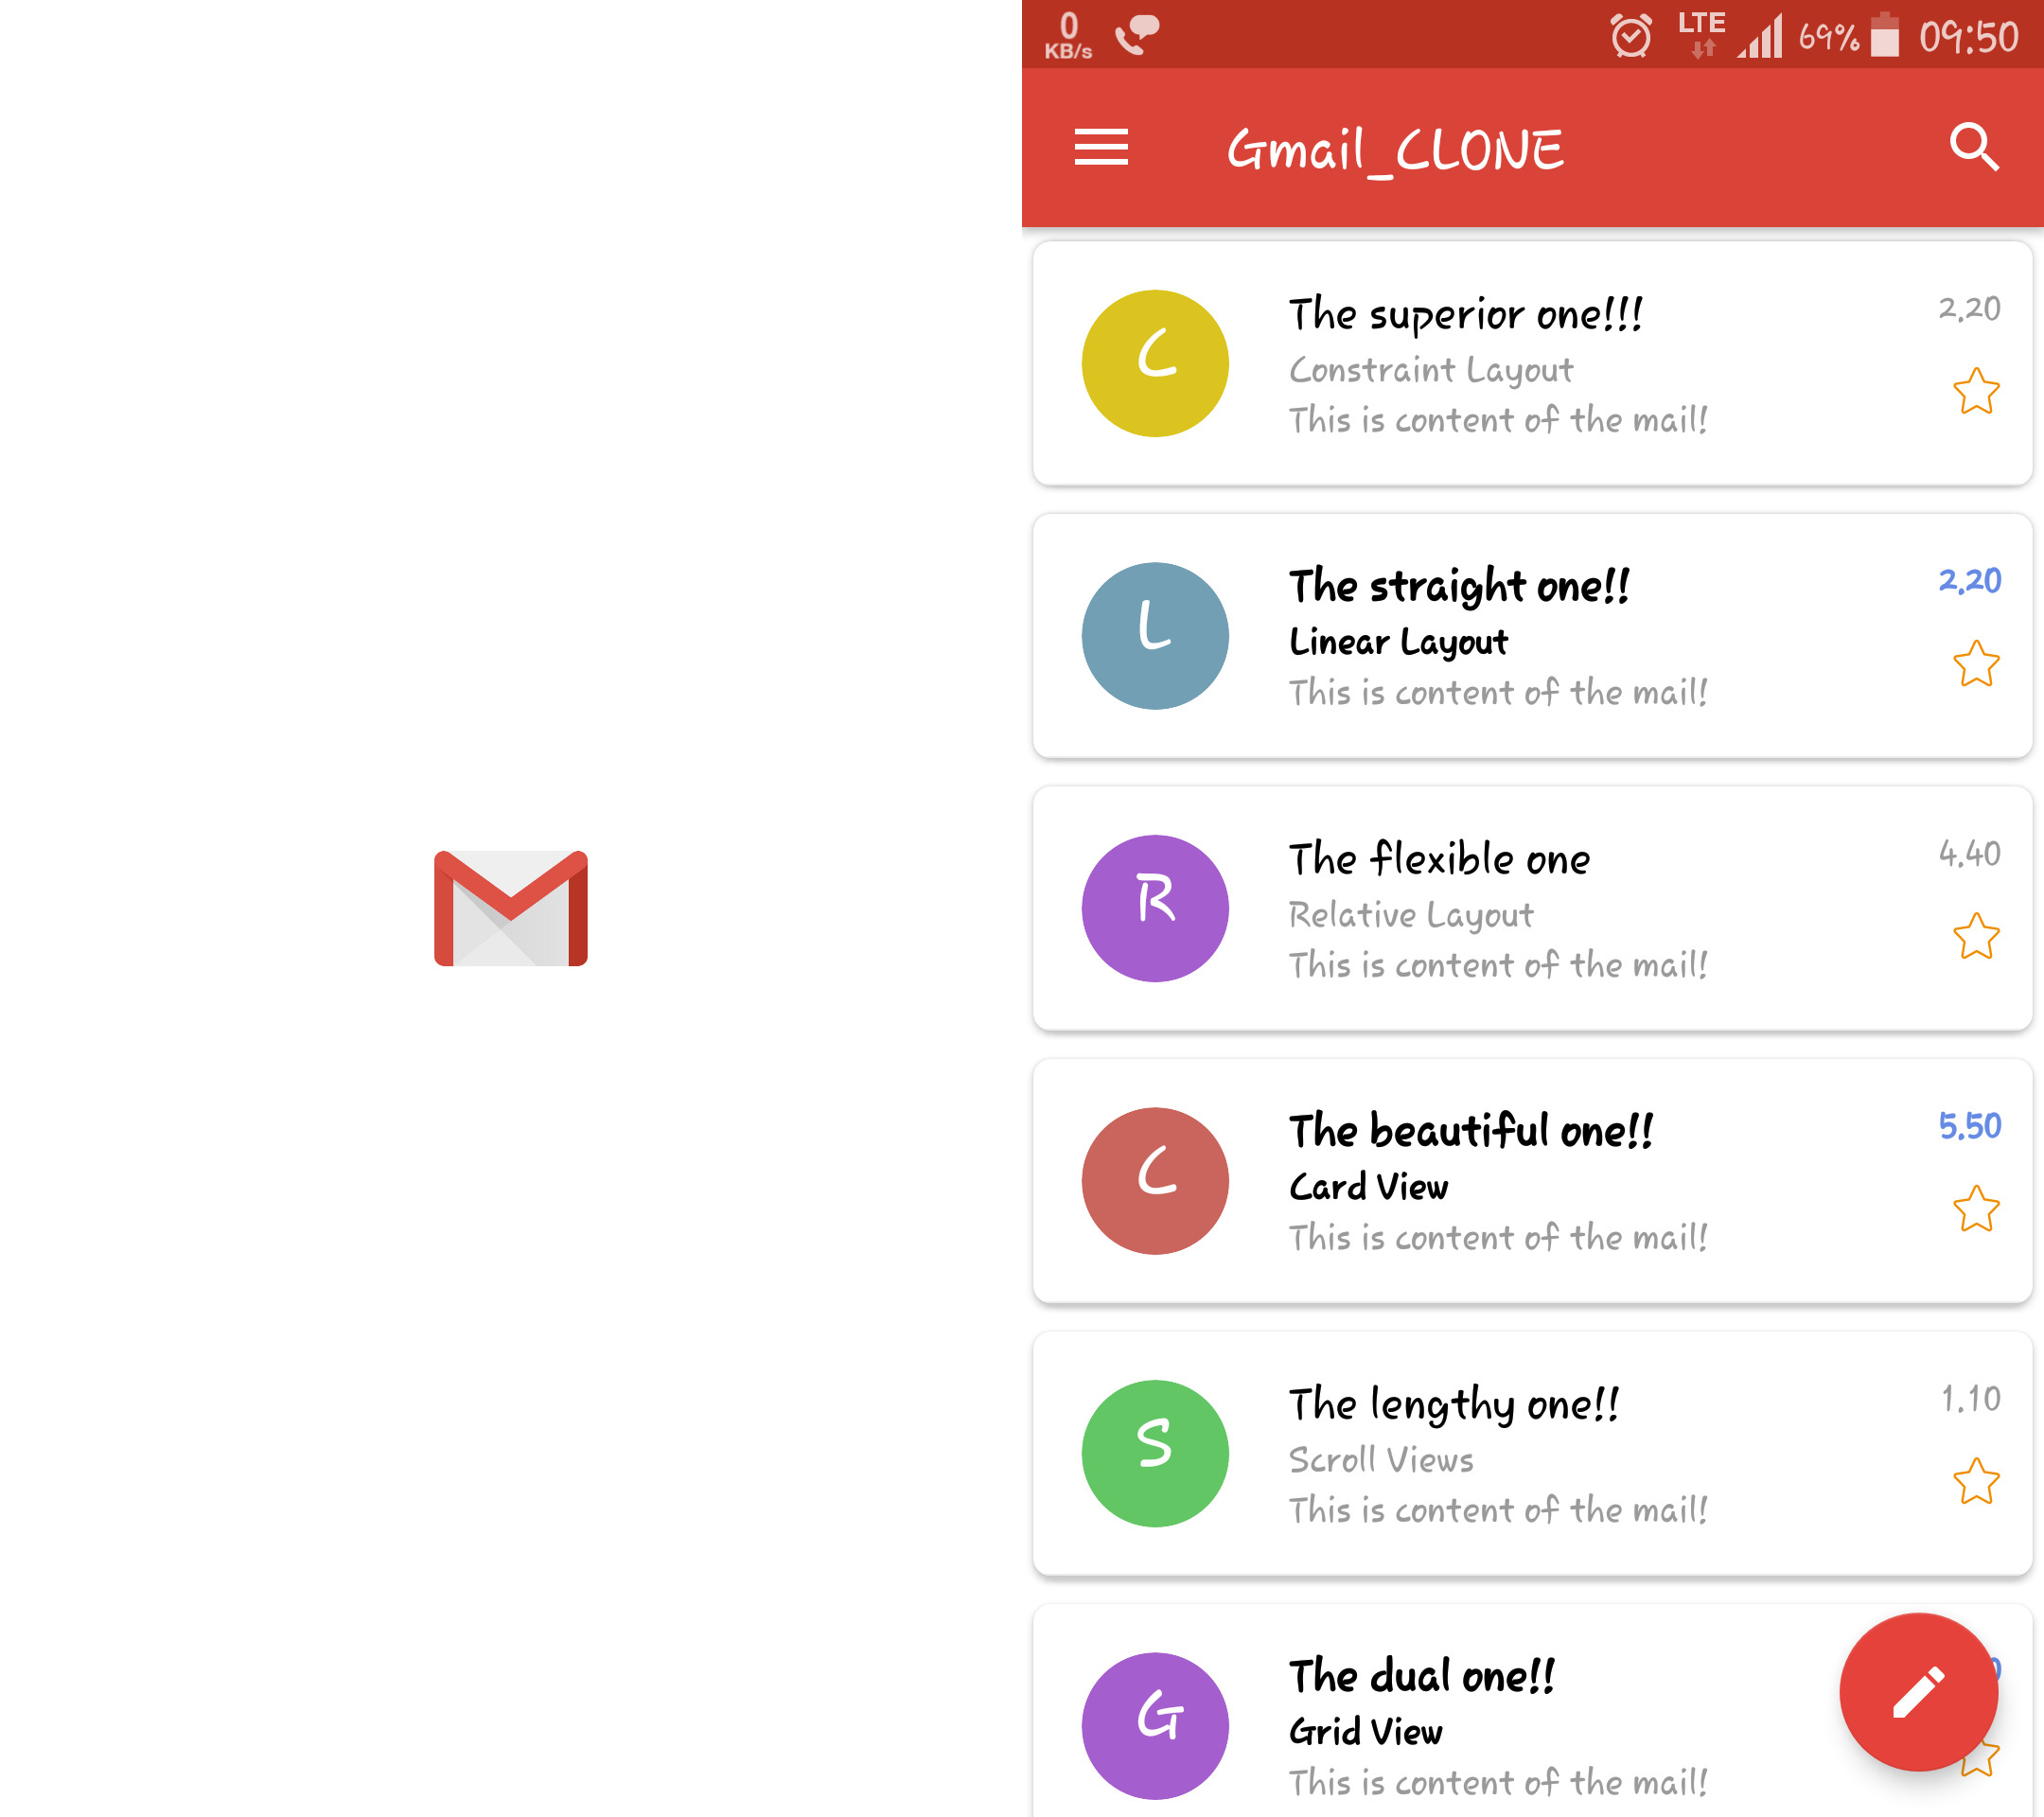 0
KB/s
LTE
69%
09:50
Gmail_CLONE
C
The superior one!!!
2.20
Constraint Layout
This is content of the mail!
L
The straight one!!
2.20
Linear Layout
This is content of the mail!
R
The flexible one
4.40
Relative Layout
This is content of the mail!
C
The beautiful one!!
5.50
Card View
This is content of the mail!
S
The lengthy one!!
1.10
Scroll Views
This is content of the mail!
G
The dual one!!
Grid View
This is content of the mail!